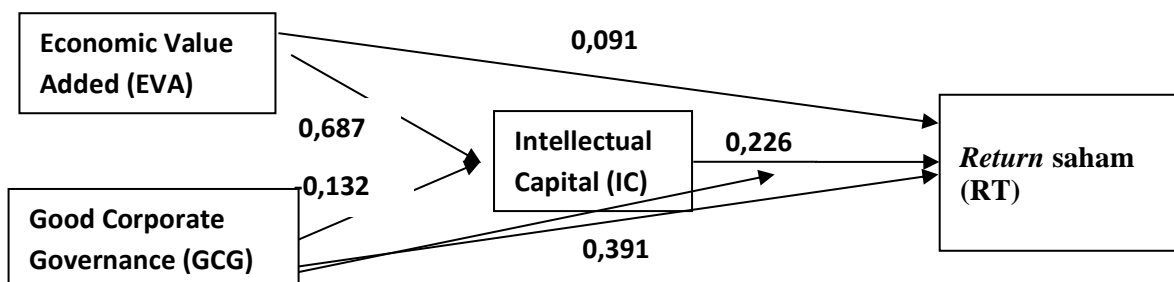 Economic Value
Added (EVA)
0,091
0,687
Intellectual
Capital (IC)
0,226
Return saham
(RT)
-0,132
Good Corporate
Governance (GCG)
0,391